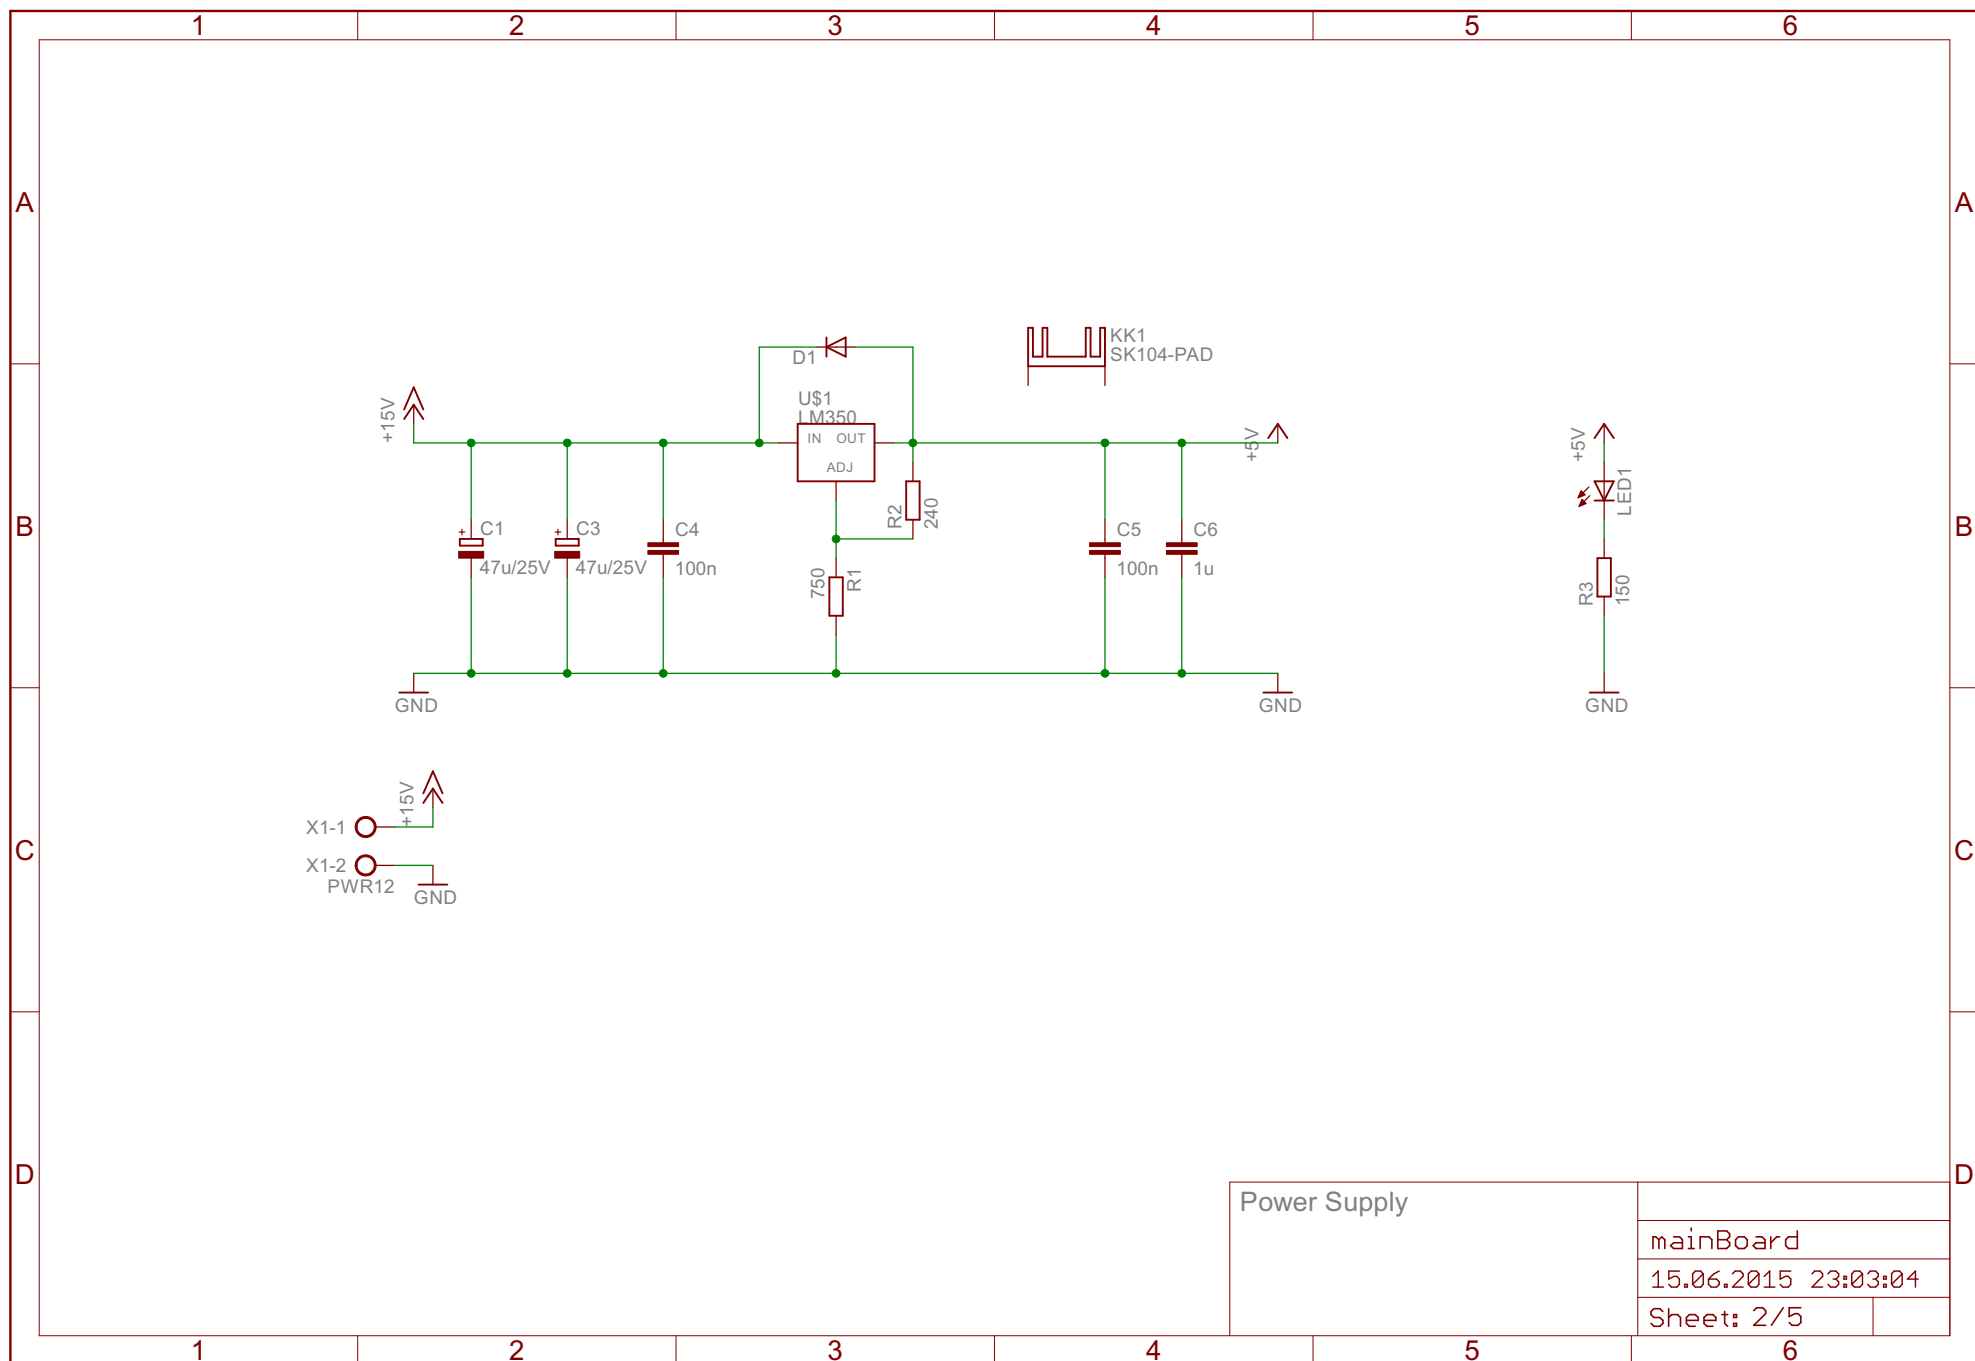 1 2 3 4 5 6
A A
KK1
SK104-PAD
D1
U$1
LM350
IN OUT
ADJ
+15V
+5V
+5V
LED1
B B
C1
47u/25V
C3
47u/25V
C4
100n
R2
240
750
R1
C5
100n
C6
1u
R3
150
GND
GND
GND
+15V
X1-1
X1-2
PWR12
GND
C C
D D
Power Supply
mainBoard
15.06.2015 23:03:04
Sheet: 2/5
1 2 3 4 5 6